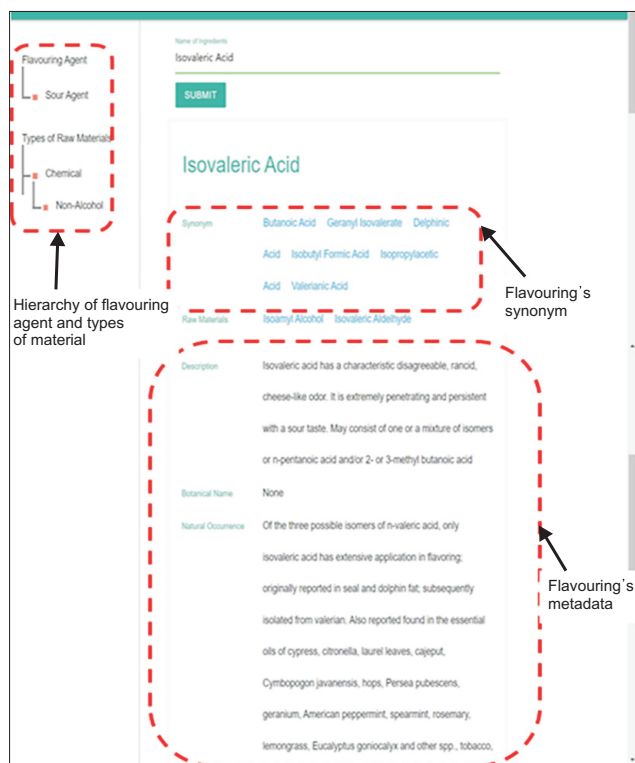 Name of Ingredients
Isovaleric Acid
SUBMIT
Flavouring Agent
Sour Agent
Types of Raw Materials
Chemical
Non-Alcohol
Hierarchy of flavouring
agent and types
of material
Isovaleric Acid
Synonym
Butanoic Acid Geranyl Isovalerate Delphinic
Acid Isobutyl Formic Acid Isopropylacetic
Acid Valerianic Acid
Flavouring's
synonym
Raw Materials
Isoamyl Alcohol Isovaleric Aldelhyde
Description
Isovaleric acid has a characteristic disagreeable, rancid,
cheese-like odor. It is extremely penetrating and persistent
with a sour taste. May consist of one or a mixture of isomers
or n-pentanoic acid and/or 2- or 3-methyl butanoic acid
Botanical Name
None
Natural Occurrence
Of the three possible isomers of n-valeric acid, only
isovaleric acid has extensive application in flavoring;
originally reported in seal and dolphin fat; subsequently
isolated from valerian. Also reported found in the essential
oils of cypress, citronella, laurel leaves, cajeput,
Cymbopogon javanensis, hops, Persea pubescens,
geranium, American peppermint, spearmint, rosemary,
lemongrass, Eucalyptus goniocalyx and other spp., tobacco,
Flavouring's
metadata